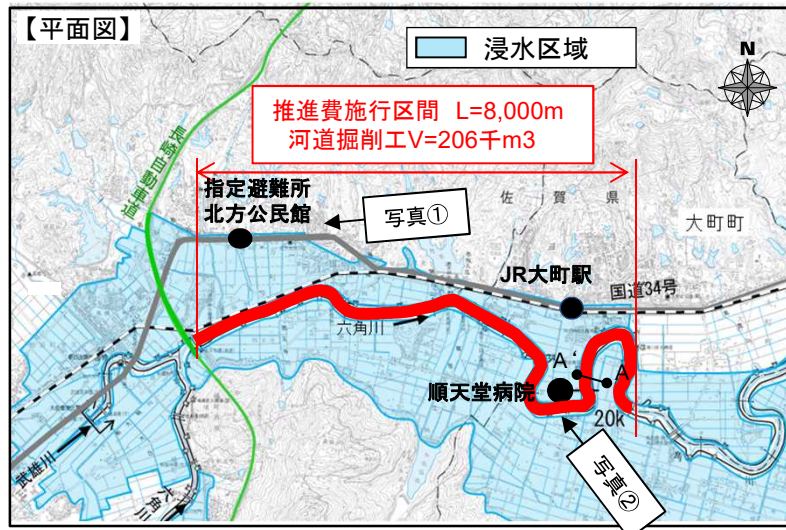 【平面図】
浸水区域
N
推進費施行区間 L=8,000m
河道掘削工V=206千m3
長崎自動車道
指定避難所
北方公民館
写真①
佐賀県
大町町
JR大町駅
国道34号
六角川
A'
A
順天堂病院
20k
写真②
武雄川
六角川